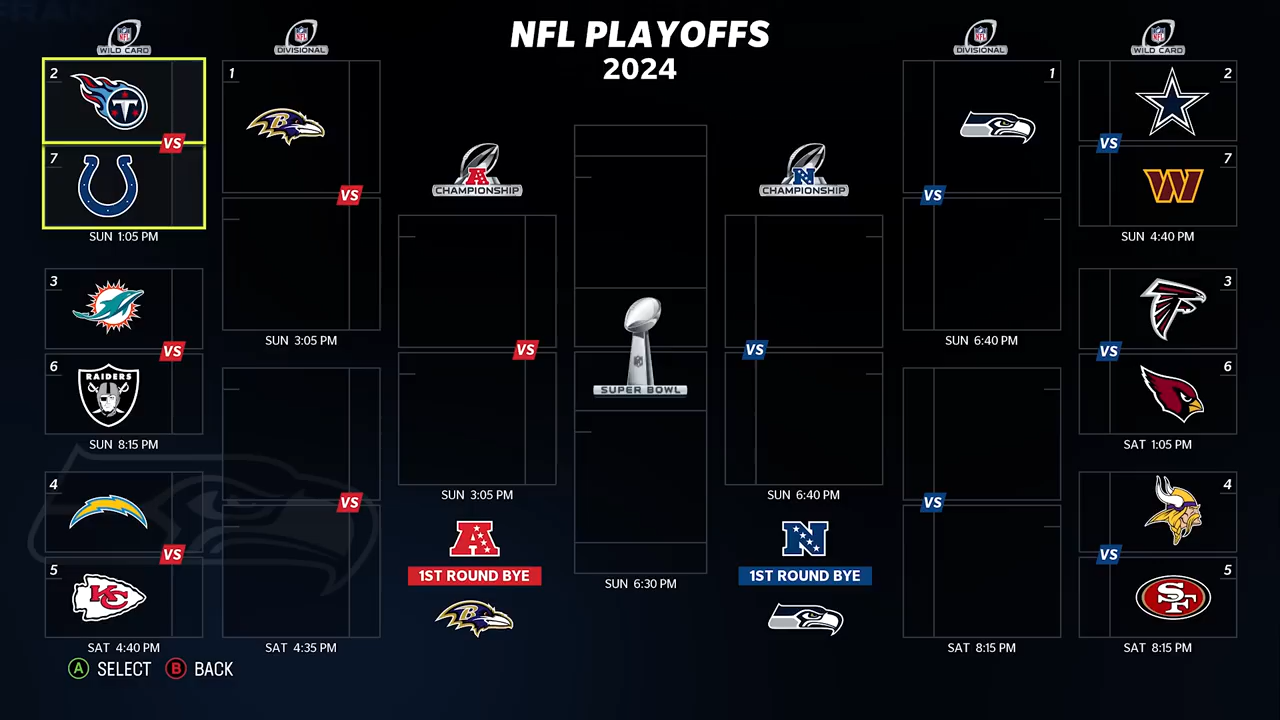 NFL PLAYOFFS
2024
WILD CARD
DIVISIONAL
DIVISIONAL
WILD CARD
2
VS
7
SUN 1:05 PM
3
VS
6
RAIDERS
SUN 8:15 PM
4
VS
5
KC
SAT 4:40 PM
1
VS
SUN 3:05 PM
VS
SAT 4:35 PM
A
CHAMPIONSHIP
VS
SUN 3:05 PM
A
1ST ROUND BYE
SUPER BOWL
SUN 6:30 PM
N
CHAMPIONSHIP
VS
SUN 6:40 PM
N
1ST ROUND BYE
1
VS
SUN 6:40 PM
VS
SAT 8:15 PM
2
VS
7
W
SUN 4:40 PM
3
VS
6
SAT 1:05 PM
4
VS
5
SF
SAT 8:15 PM
A SELECT B BACK